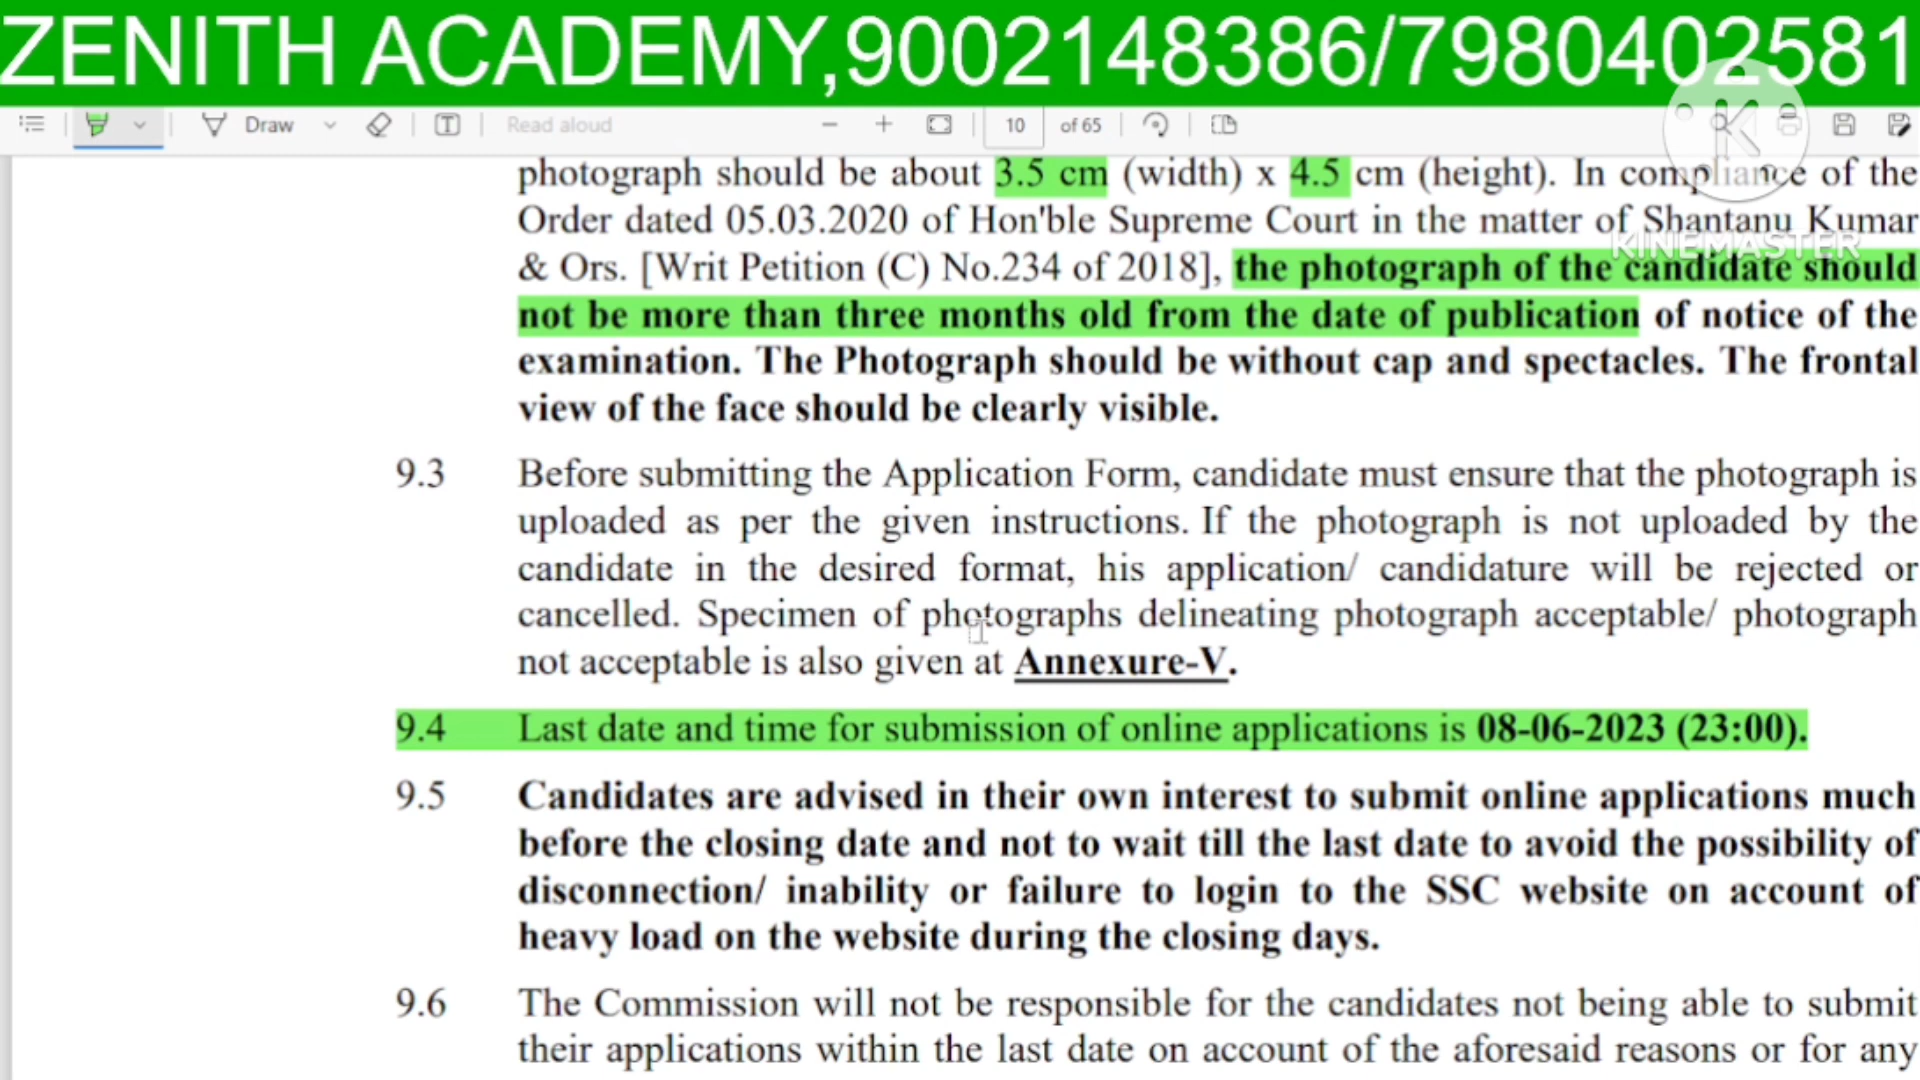 ZENITH ACADEMY,9002148386/7980402581
Draw
Read aloud
10 of 65
K
KINEMASTER
photograph should be about 3.5 cm (width) x 4.5 cm (height). In compliance of the
Order dated 05.03.2020 of Hon'ble Supreme Court in the matter of Shantanu Kumar
& Ors. [Writ Petition (C) No.234 of 2018], the photograph of the candidate should
not be more than three months old from the date of publication of notice of the
examination. The Photograph should be without cap and spectacles. The frontal
view of the face should be clearly visible.
9.3 Before submitting the Application Form, candidate must ensure that the photograph is
uploaded as per the given instructions. If the photograph is not uploaded by the
candidate in the desired format, his application/ candidature will be rejected or
cancelled. Specimen of photographs delineating photograph acceptable/ photograph
not acceptable is also given at Annexure-V.
9.4 Last date and time for submission of online applications is 08-06-2023 (23:00).
9.5 Candidates are advised in their own interest to submit online applications much
before the closing date and not to wait till the last date to avoid the possibility of
disconnection/ inability or failure to login to the SSC website on account of
heavy load on the website during the closing days.
9.6 The Commission will not be responsible for the candidates not being able to submit
their applications within the last date on account of the aforesaid reasons or for any